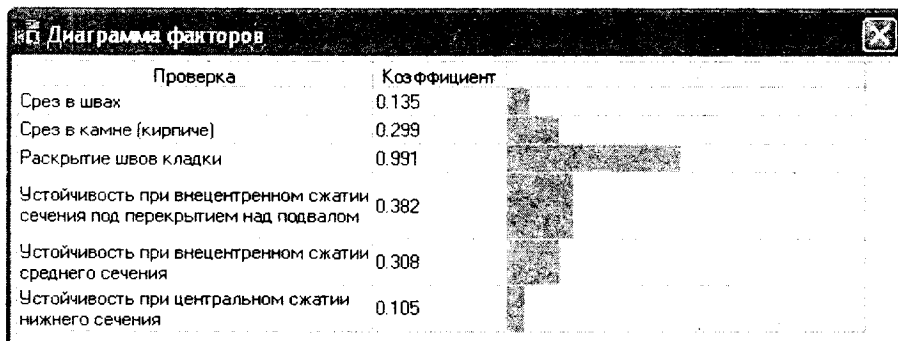 Диаграмма факторов
Проверка Коэффициент
Срез в швах 0.135
Срез в камне (кирпиче) 0.299
Раскрытие швов кладки 0.991
Устойчивость при внецентренном сжатии
сечения под перекрытием над подвалом 0.382
Устойчивость при внецентренном сжатии
среднего сечения 0.308
Устойчивость при центральном сжатии
нижнего сечения 0.105